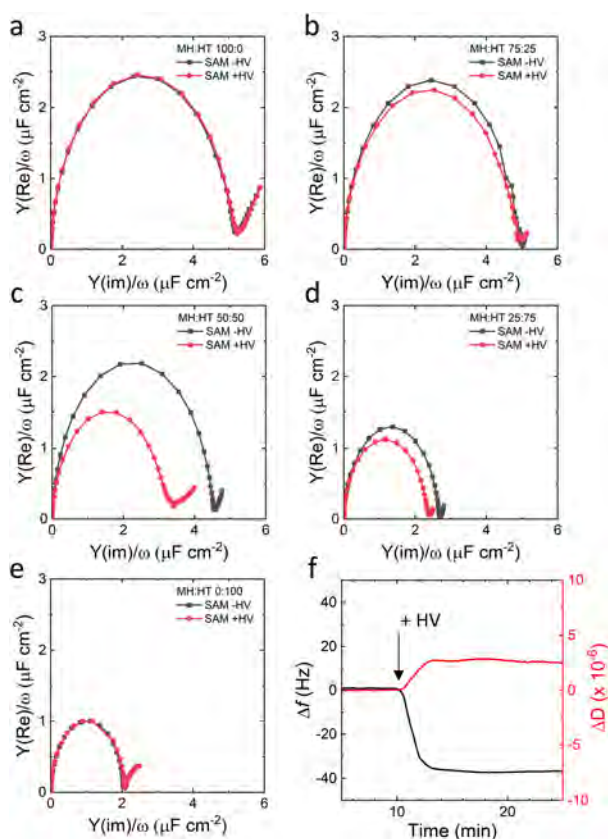 a
MH:HT 100:0
SAM -HV
SAM +HV
Y(Re)/ω (μF cm⁻²)
3
2
1
0
0 2 4 6
Y(im)/ω (μF cm⁻²)
b
MH:HT 75:25
SAM -HV
SAM +HV
Y(Re)/ω (μF cm⁻²)
3
2
1
0
0 2 4 6
Y(im)/ω (μF cm⁻²)
c
MH:HT 50:50
SAM -HV
SAM +HV
Y(Re)/ω (μF cm⁻²)
3
2
1
0
0 2 4 6
Y(im)/ω (μF cm⁻²)
d
MH:HT 25:75
SAM -HV
SAM +HV
Y(Re)/ω (μF cm⁻²)
3
2
1
0
0 2 4 6
Y(im)/ω (μF cm⁻²)
e
MH:HT 0:100
SAM -HV
SAM +HV
Y(Re)/ω (μF cm⁻²)
3
2
1
0
0 2 4 6
Y(im)/ω (μF cm⁻²)
f
+ HV
Δf (Hz)
40
20
0
-20
-40
10 20
Time (min)
10
5
0
-5
-10
ΔD (x 10⁻⁶)